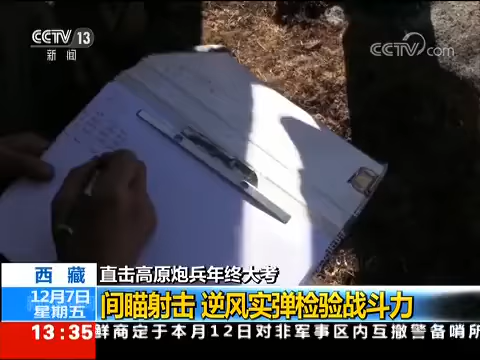 CCTV 13
新闻
CCTV.com
西 藏
直击高原炮兵年终大考
12月7日
星期五
间瞄射击 逆风实弹检验战斗力
13:35
鲜商定于本月12日对非军事区内互撤警备哨所